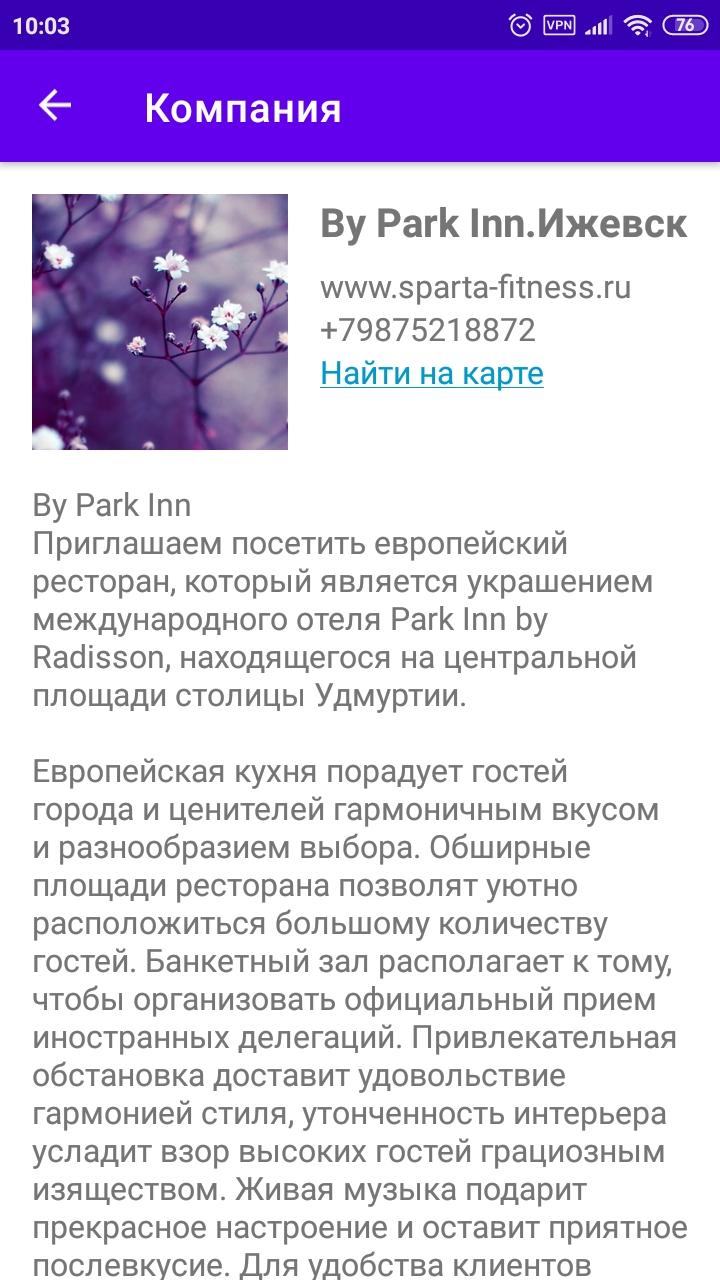 10:03
VPN
76
Компания
By Park Inn.Ижевск
www.sparta-fitness.ru
+79875218872
Найти на карте
By Park Inn
Приглашаем посетить европейский
ресторан, который является украшением
международного отеля Park Inn by
Radisson, находящегося на центральной
площади столицы Удмуртии.
Европейская кухня порадует гостей
города и ценителей гармоничным вкусом
и разнообразием выбора. Обширные
площади ресторана позволят уютно
расположиться большому количеству
гостей. Банкетный зал располагает к тому,
чтобы организовать официальный прием
иностранных делегаций. Привлекательная
обстановка доставит удовольствие
гармонией стиля, утонченность интерьера
усладит взор высоких гостей грациозным
изяществом. Живая музыка подарит
прекрасное настроение и оставит приятное
послевкусие. Для удобства клиентов